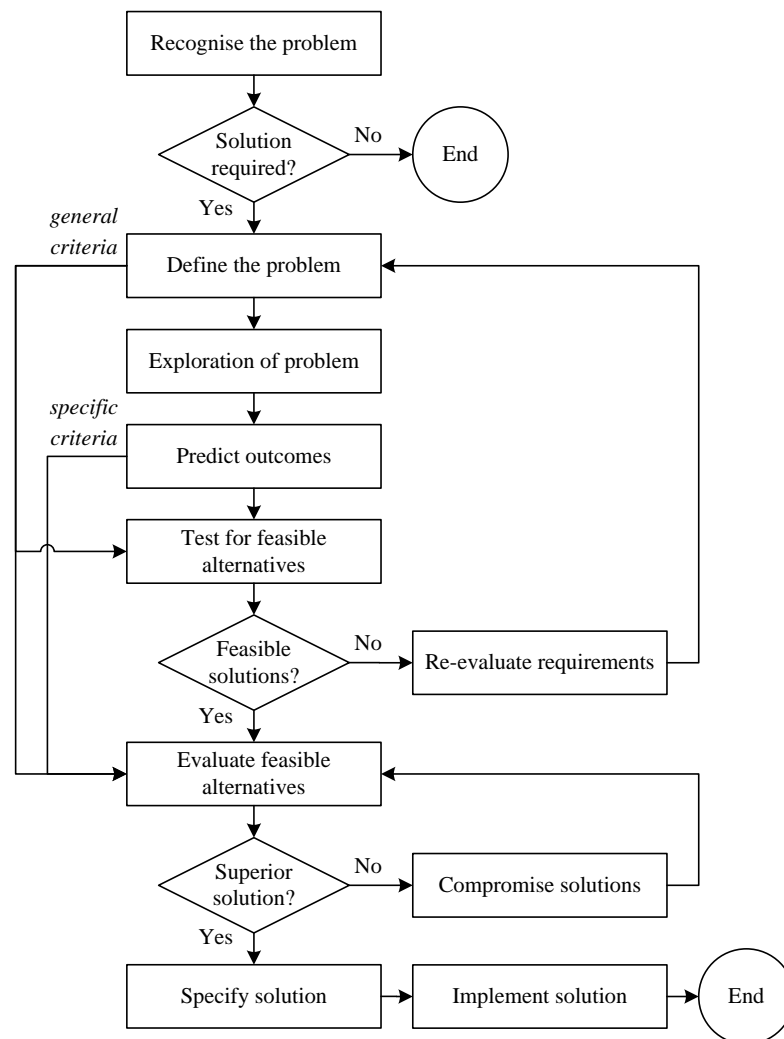 Recognise the problem
Solution
required?
No
End
Yes
general
criteria
Define the problem
Exploration of problem
specific
criteria
Predict outcomes
Test for feasible
alternatives
Feasible
solutions?
No
Re-evaluate requirements
Yes
Evaluate feasible
alternatives
Superior
solution?
No
Compromise solutions
Yes
Specify solution
Implement solution
End